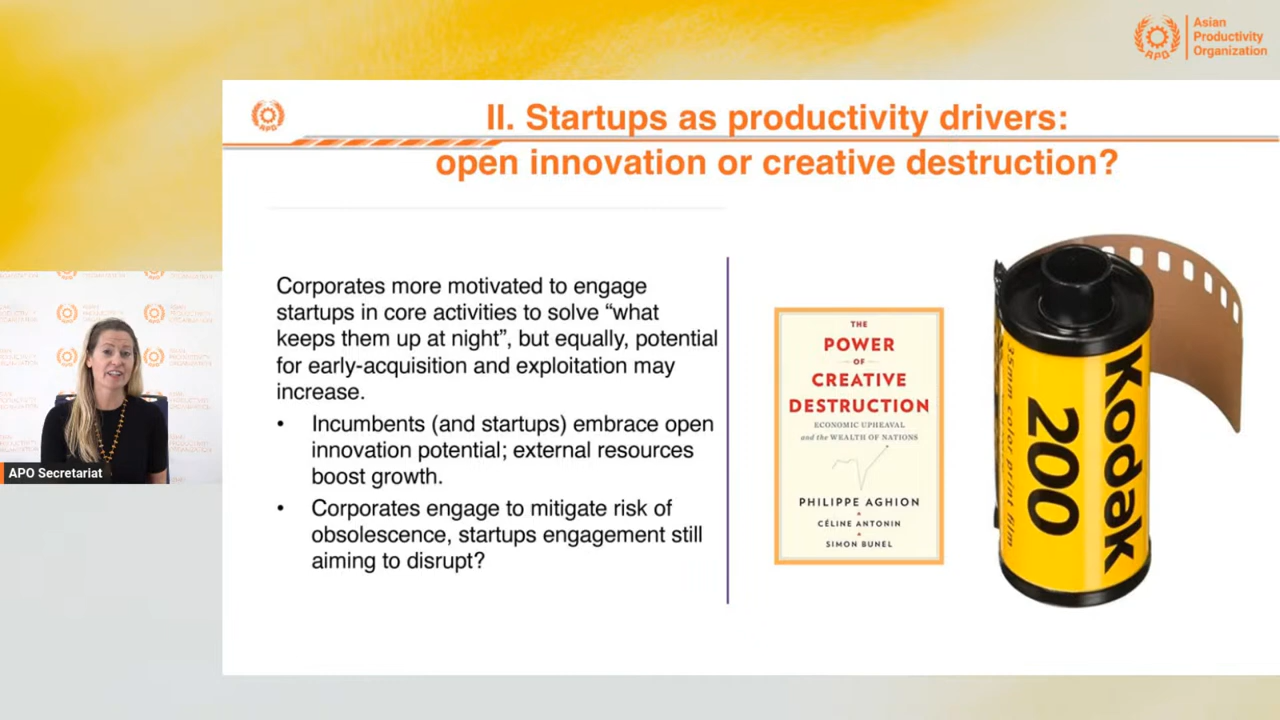 Asian
Productivity
Organization
APO
APO
II. Startups as productivity drivers:
open innovation or creative destruction?
Corporates more motivated to engage
startups in core activities to solve “what
keeps them up at night”, but equally, potential
for early-acquisition and exploitation may
increase.
• Incumbents (and startups) embrace open
innovation potential; external resources
boost growth.
• Corporates engage to mitigate risk of
obsolescence, startups engagement still
aiming to disrupt?
THE
POWER
OF
CREATIVE
DESTRUCTION
ECONOMIC UPHEAVAL
and the WEALTH OF NATIONS
PHILIPPE AGHION
CÉLINE ANTONIN
SIMON BUNEL
35mm color print film
200
Kodak
APO Secretariat